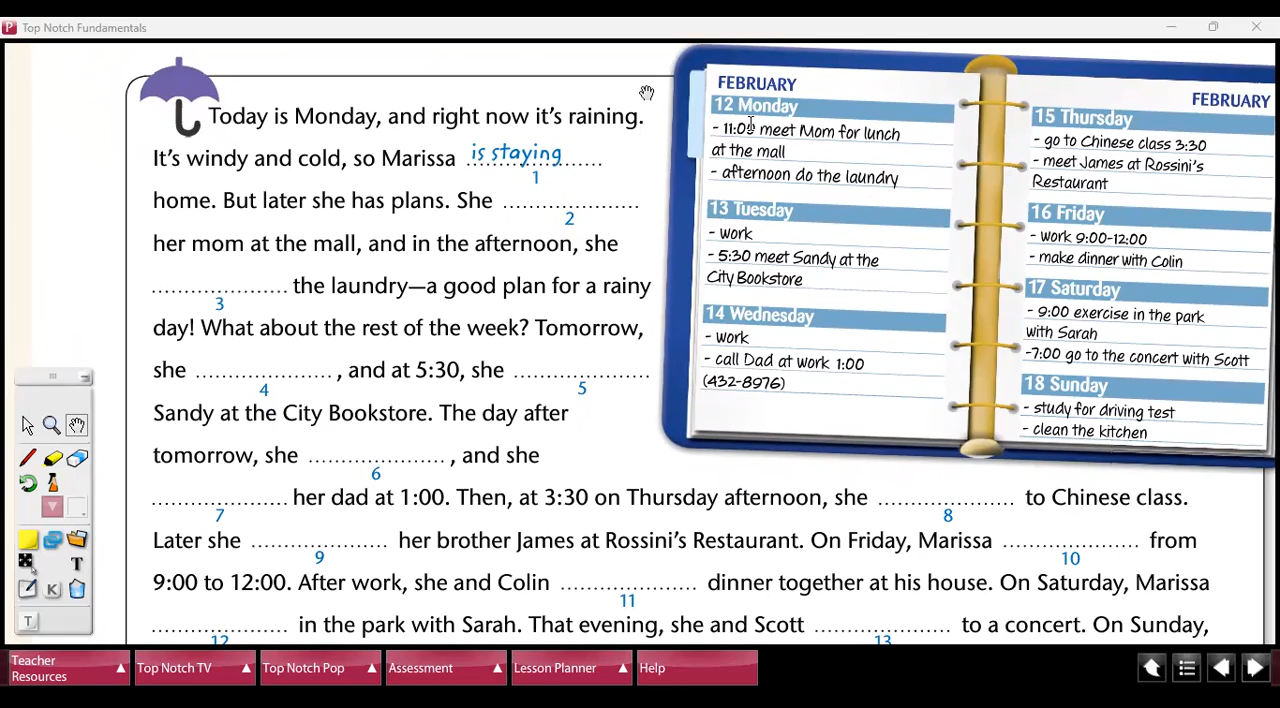 Top Notch Fundamentals
Today is Monday, and right now it's raining.
It's windy and cold, so Marissa is staying
1
home. But later she has plans. She ....................
2
her mom at the mall, and in the afternoon, she
.................... the laundry—a good plan for a rainy
3
day! What about the rest of the week? Tomorrow,
she .................... , and at 5:30, she ....................
4 5
Sandy at the City Bookstore. The day after
tomorrow, she .................... , and she
6
.................... her dad at 1:00. Then, at 3:30 on Thursday afternoon, she .................... to Chinese class.
7 8
Later she .................... her brother James at Rossini's Restaurant. On Friday, Marissa .................... from
9 10
9:00 to 12:00. After work, she and Colin .................... dinner together at his house. On Saturday, Marissa
11
.................... in the park with Sarah. That evening, she and Scott .................... to a concert. On Sunday,
12 13
FEBRUARY
12 Monday
- 11:00 meet Mom for lunch
at the mall
- afternoon do the laundry
13 Tuesday
- work
- 5:30 meet Sandy at the
City Bookstore
14 Wednesday
- work
- call Dad at work 1:00
(432-8976)
FEBRUARY
15 Thursday
- go to Chinese class 3:30
- meet James at Rossini's
Restaurant
16 Friday
- work 9:00-12:00
- make dinner with Colin
17 Saturday
- 9:00 exercise in the park
with Sarah
-7:00 go to the concert with Scott
18 Sunday
- study for driving test
- clean the kitchen
T
K
T
Teacher
Resources
Top Notch TV
Top Notch Pop
Assessment
Lesson Planner
Help